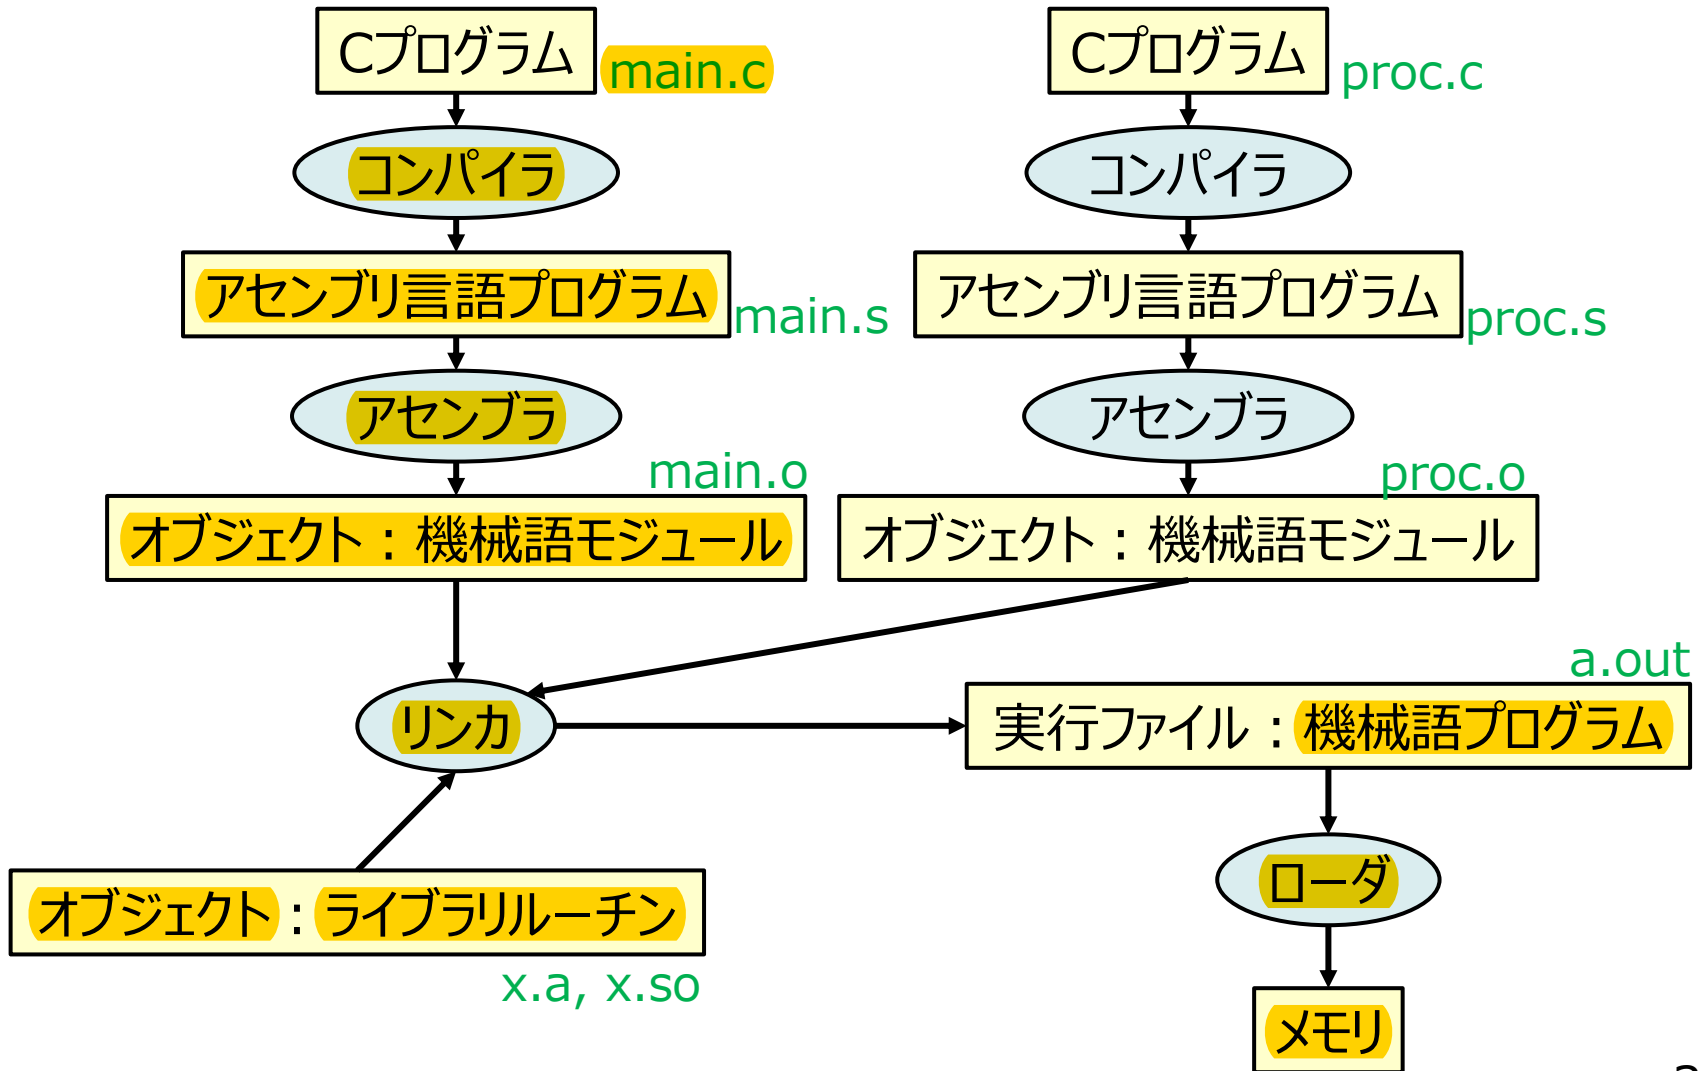 Cプログラム
main.c
Cプログラム
proc.c
コンパイラ
コンパイラ
アセンブリ言語プログラム
main.s
アセンブリ言語プログラム
proc.s
アセンブラ
アセンブラ
main.o
proc.o
オブジェクト：機械語モジュール
オブジェクト：機械語モジュール
a.out
リンカ
実行ファイル：機械語プログラム
ローダ
オブジェクト：ライブラリルーチン
x.a, x.so
メモリ